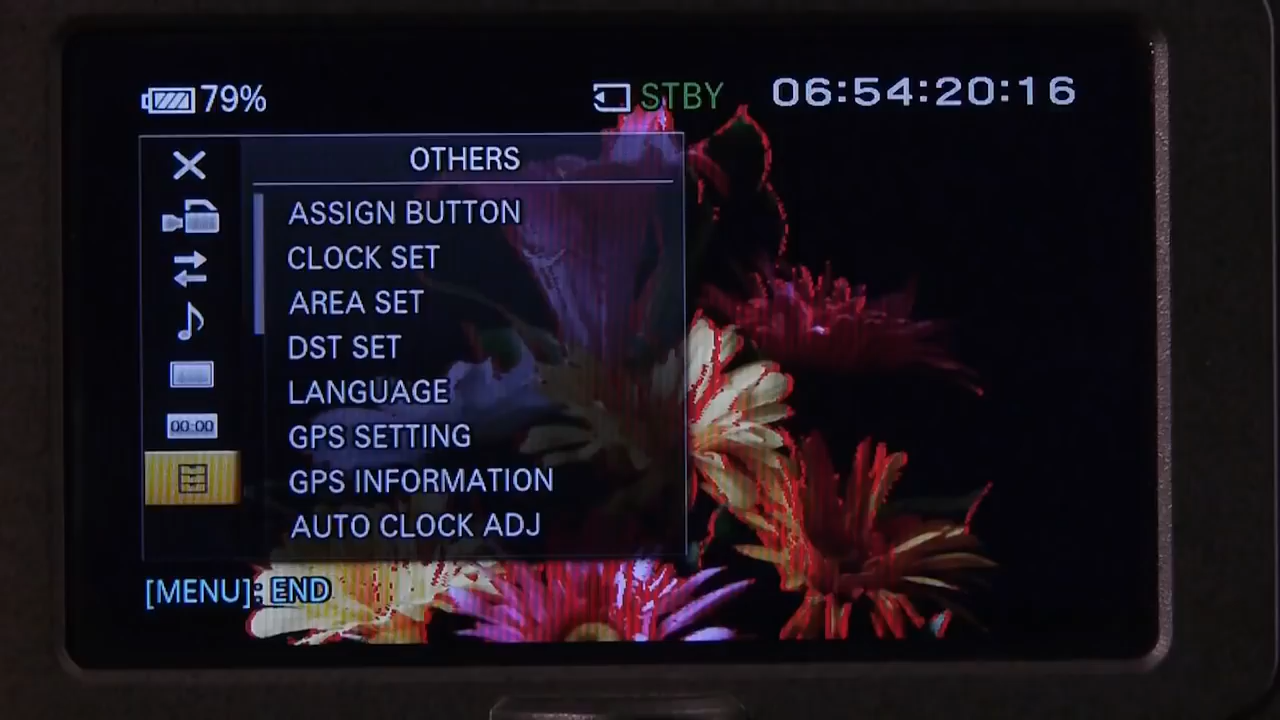 79%
STBY
06:54:20:16
OTHERS
ASSIGN BUTTON
CLOCK SET
AREA SET
DST SET
LANGUAGE
00:00
GPS SETTING
GPS INFORMATION
AUTO CLOCK ADJ
[MENU]: END